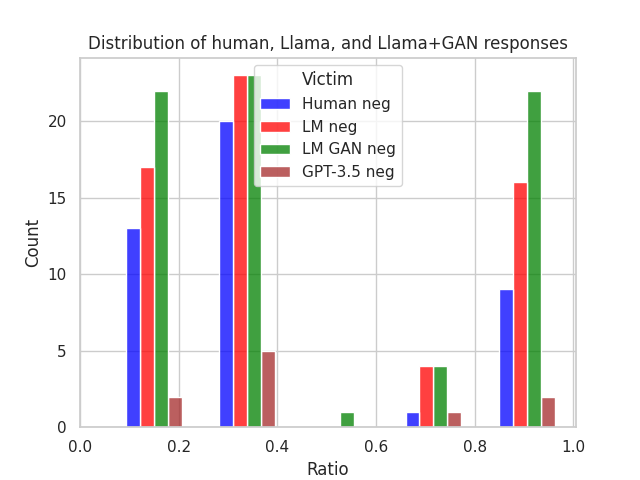 Distribution of human, Llama, and Llama+GAN responses
Victim
Human neg
LM neg
LM GAN neg
GPT-3.5 neg
Count
20
15
10
5
0
0.0 0.2 0.4 0.6 0.8 1.0
Ratio